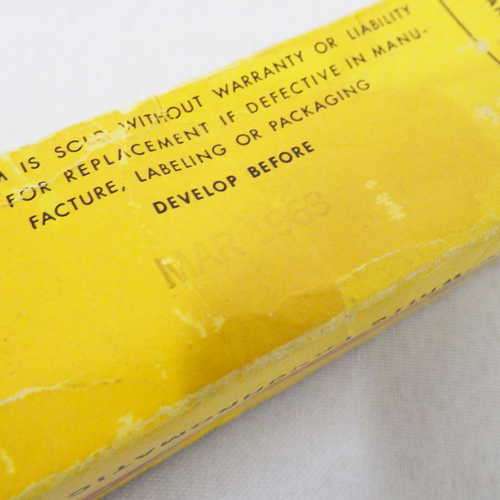 IS SOLD WITHOUT WARRANTY OR LIABILITY
FOR REPLACEMENT IF DEFECTIVE IN MANU-
FACTURE, LABELING OR PACKAGING
DEVELOP BEFORE
MAR 1963